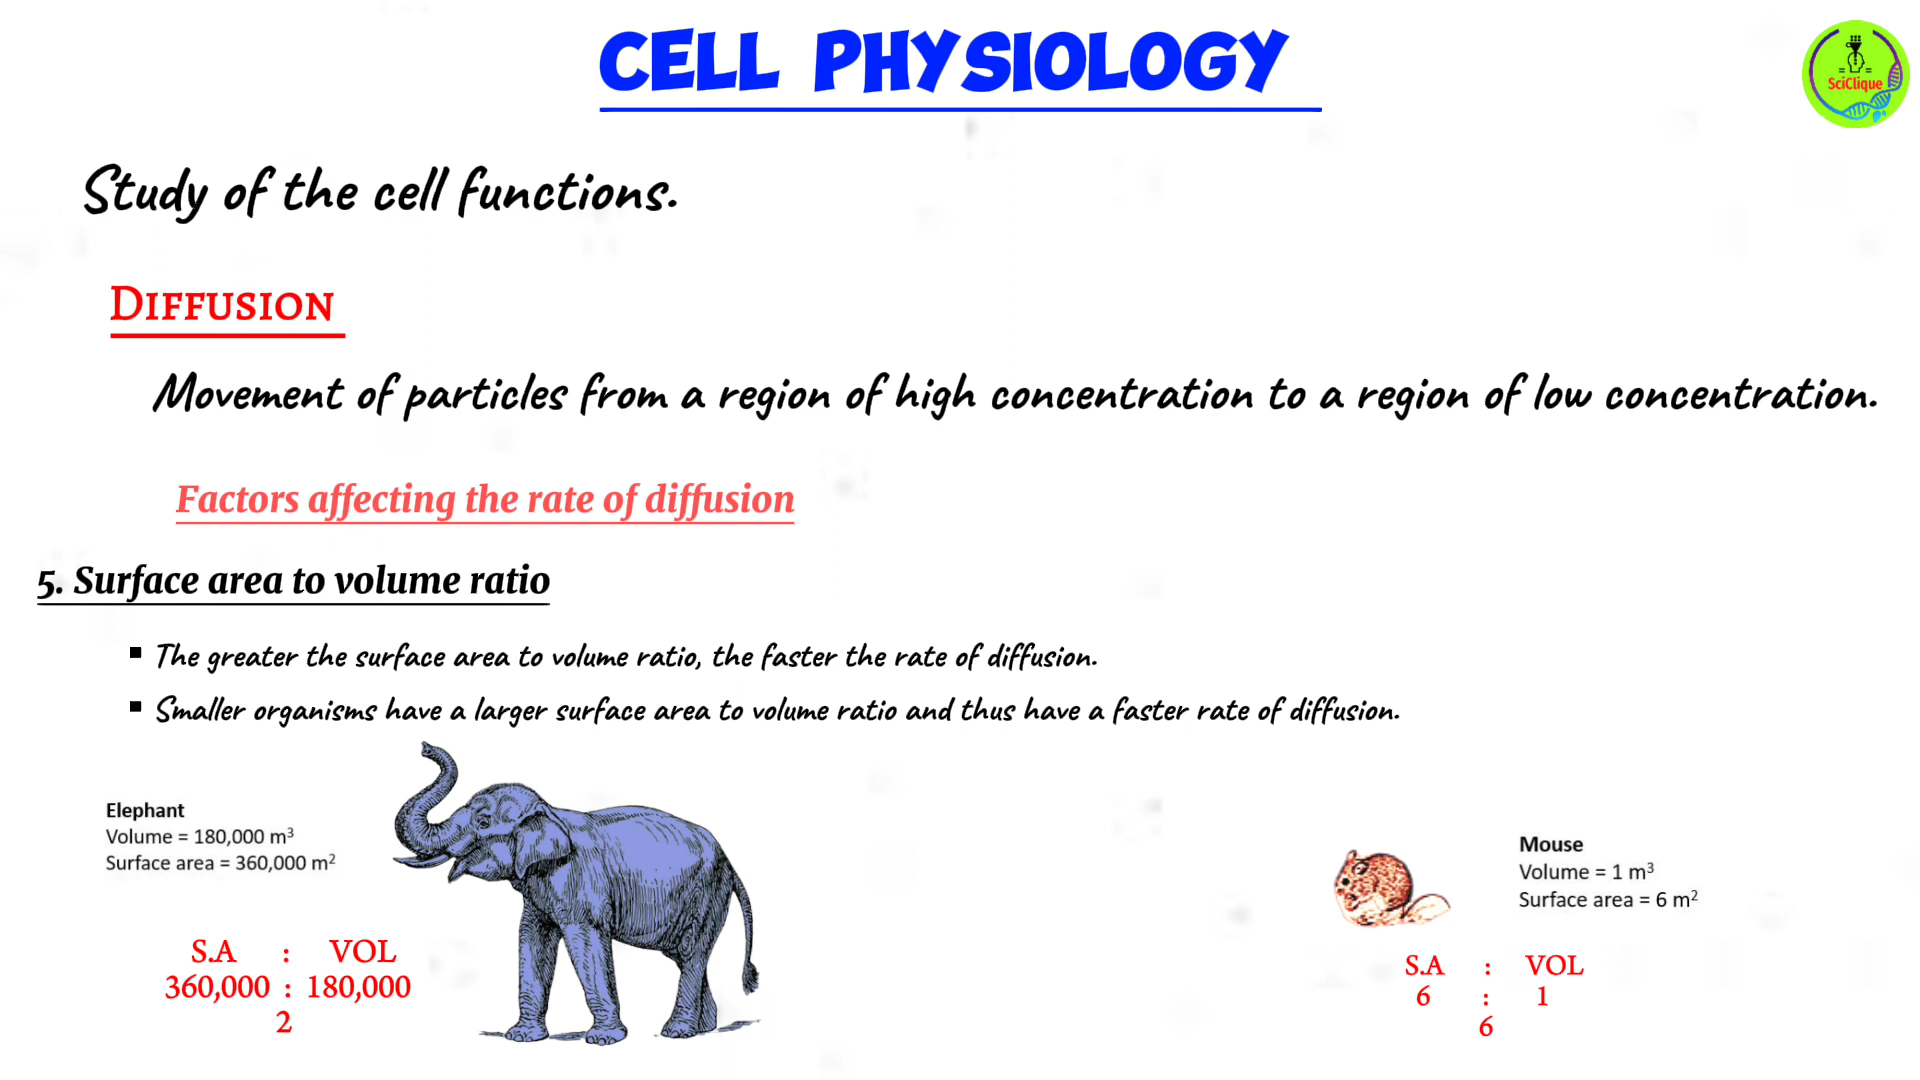 CELL PHYSIOLOGY
SciClique
Study of the cell functions.
DIFFUSION
Movement of particles from a region of high concentration to a region of low concentration.
Factors affecting the rate of diffusion
5. Surface area to volume ratio
▪ The greater the surface area to volume ratio, the faster the rate of diffusion.
▪ Smaller organisms have a larger surface area to volume ratio and thus have a faster rate of diffusion.
Elephant
Volume = 180,000 m³
Surface area = 360,000 m²
S.A : VOL
360,000 : 180,000
2
Mouse
Volume = 1 m³
Surface area = 6 m²
S.A : VOL
6 : 1
6